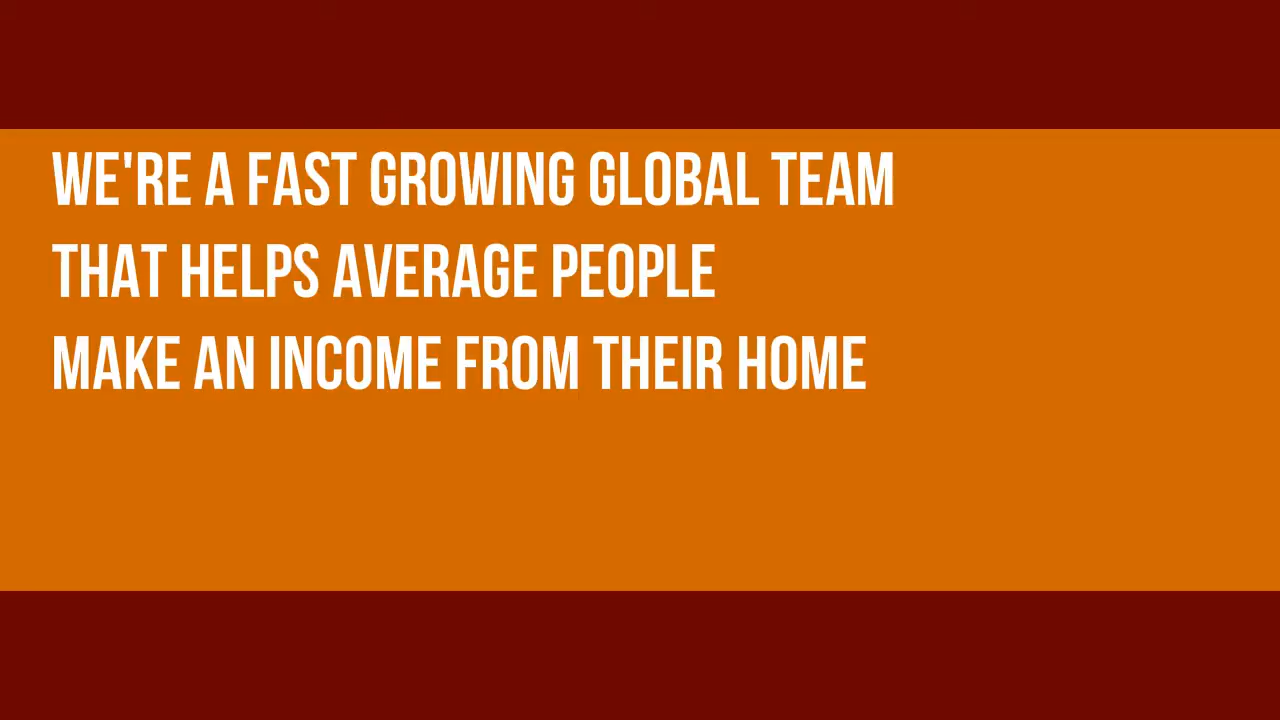 WE'RE A FAST GROWING GLOBAL TEAM
THAT HELPS AVERAGE PEOPLE
MAKE AN INCOME FROM THEIR HOME